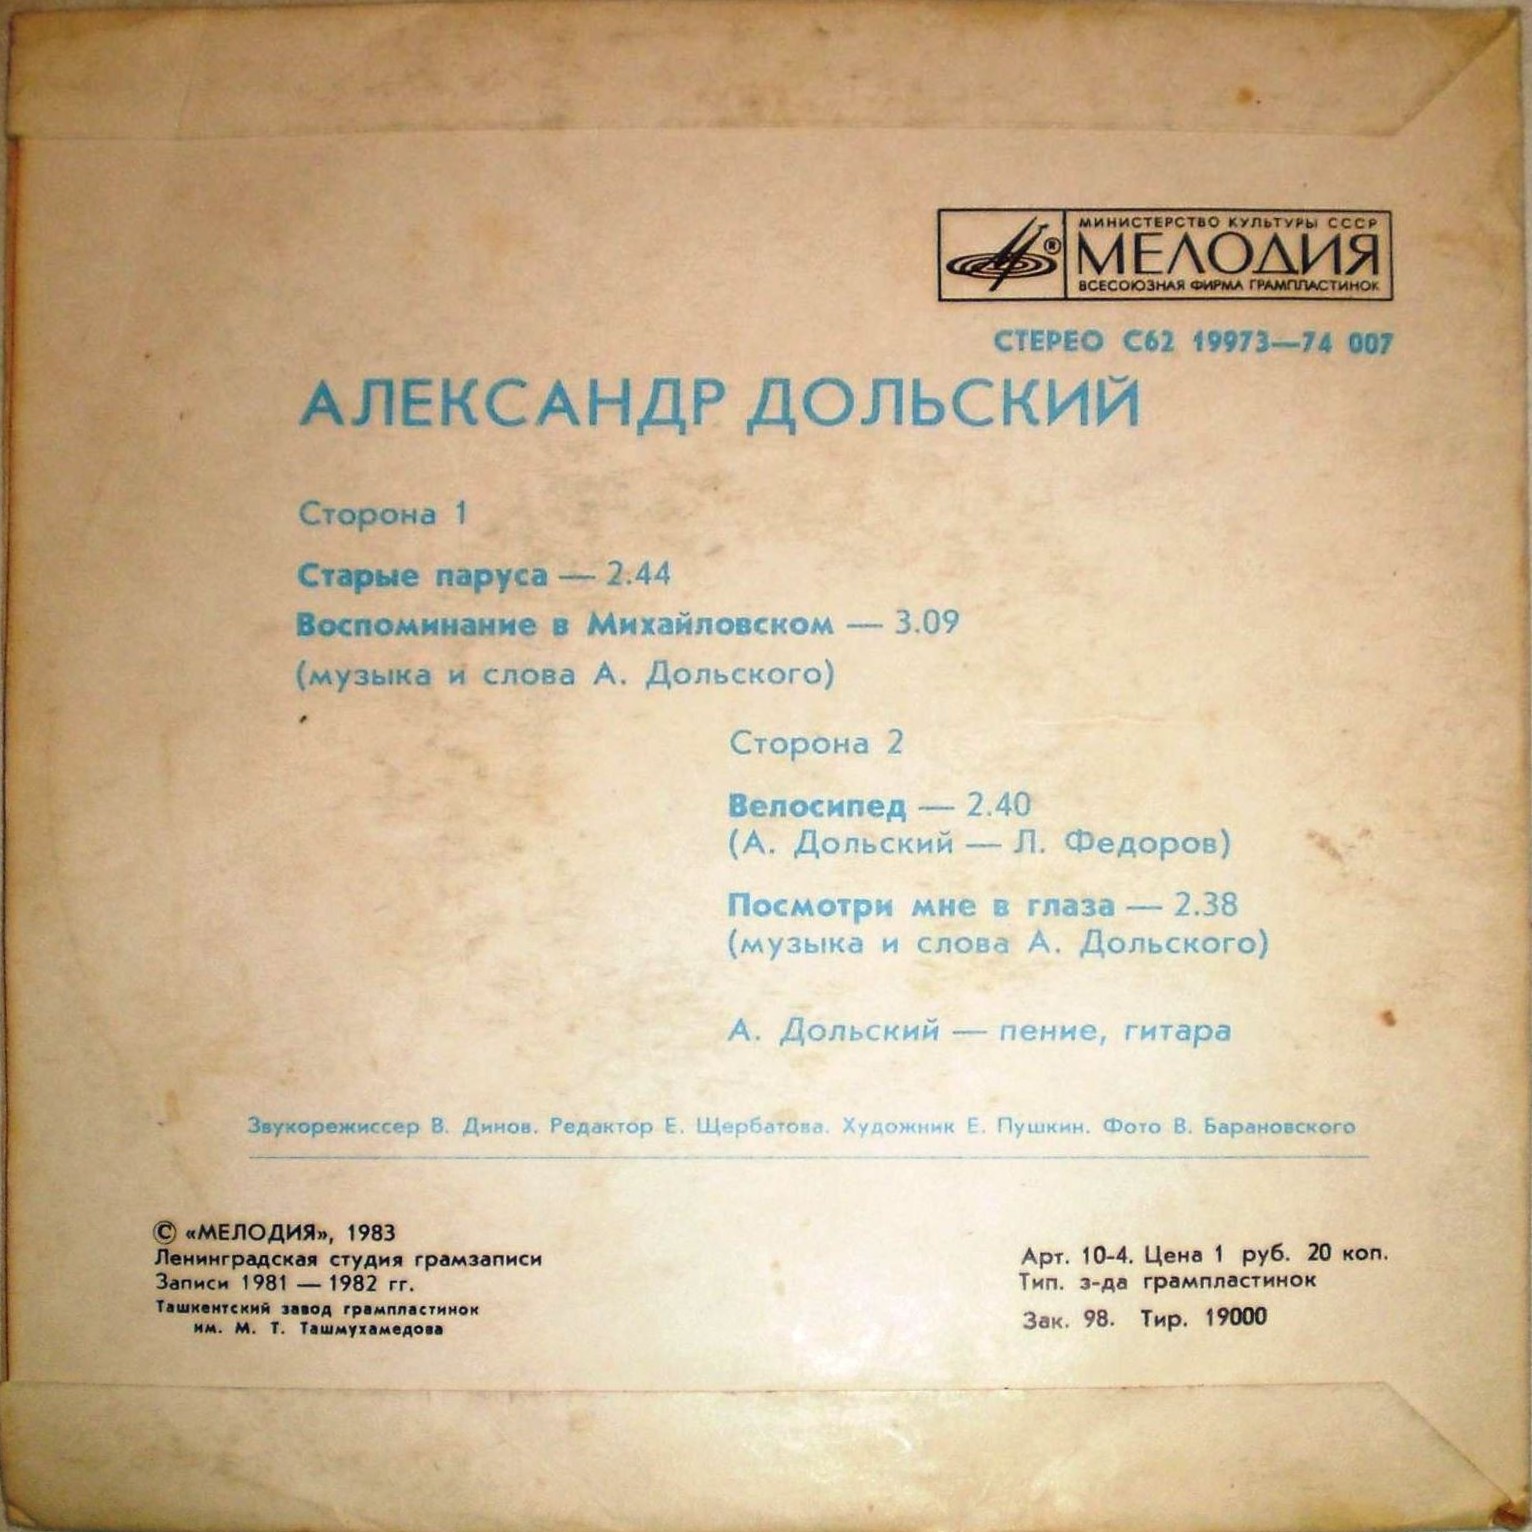 МИНИСТЕРСТВО КУЛЬТУРЫ СССР
МЕЛОДИЯ
®
ВСЕСОЮЗНАЯ ФИРМА ГРАМПЛАСТИНОК
СТЕРЕО С62 19973—74 007
АЛЕКСАНДР ДОЛЬСКИЙ
Сторона 1
Старые паруса — 2.44
Воспоминание в Михайловском — 3.09
(музыка и слова А. Дольского)
Сторона 2
Велосипед — 2.40
(А. Дольский — Л. Федоров)
Посмотри мне в глаза — 2.38
(музыка и слова А. Дольского)
А. Дольский — пение, гитара
Звукорежиссер В. Динов. Редактор Е. Щербатова. Художник Е. Пушкин. Фото В. Барановского
© «МЕЛОДИЯ», 1983
Ленинградская студия грамзаписи
Записи 1981 — 1982 гг.
Ташкентский завод грампластинок
им. М. Т. Ташмухамедова
Арт. 10-4. Цена 1 руб. 20 коп.
Тип. з-да грампластинок
Зак. 98. Тир. 19000